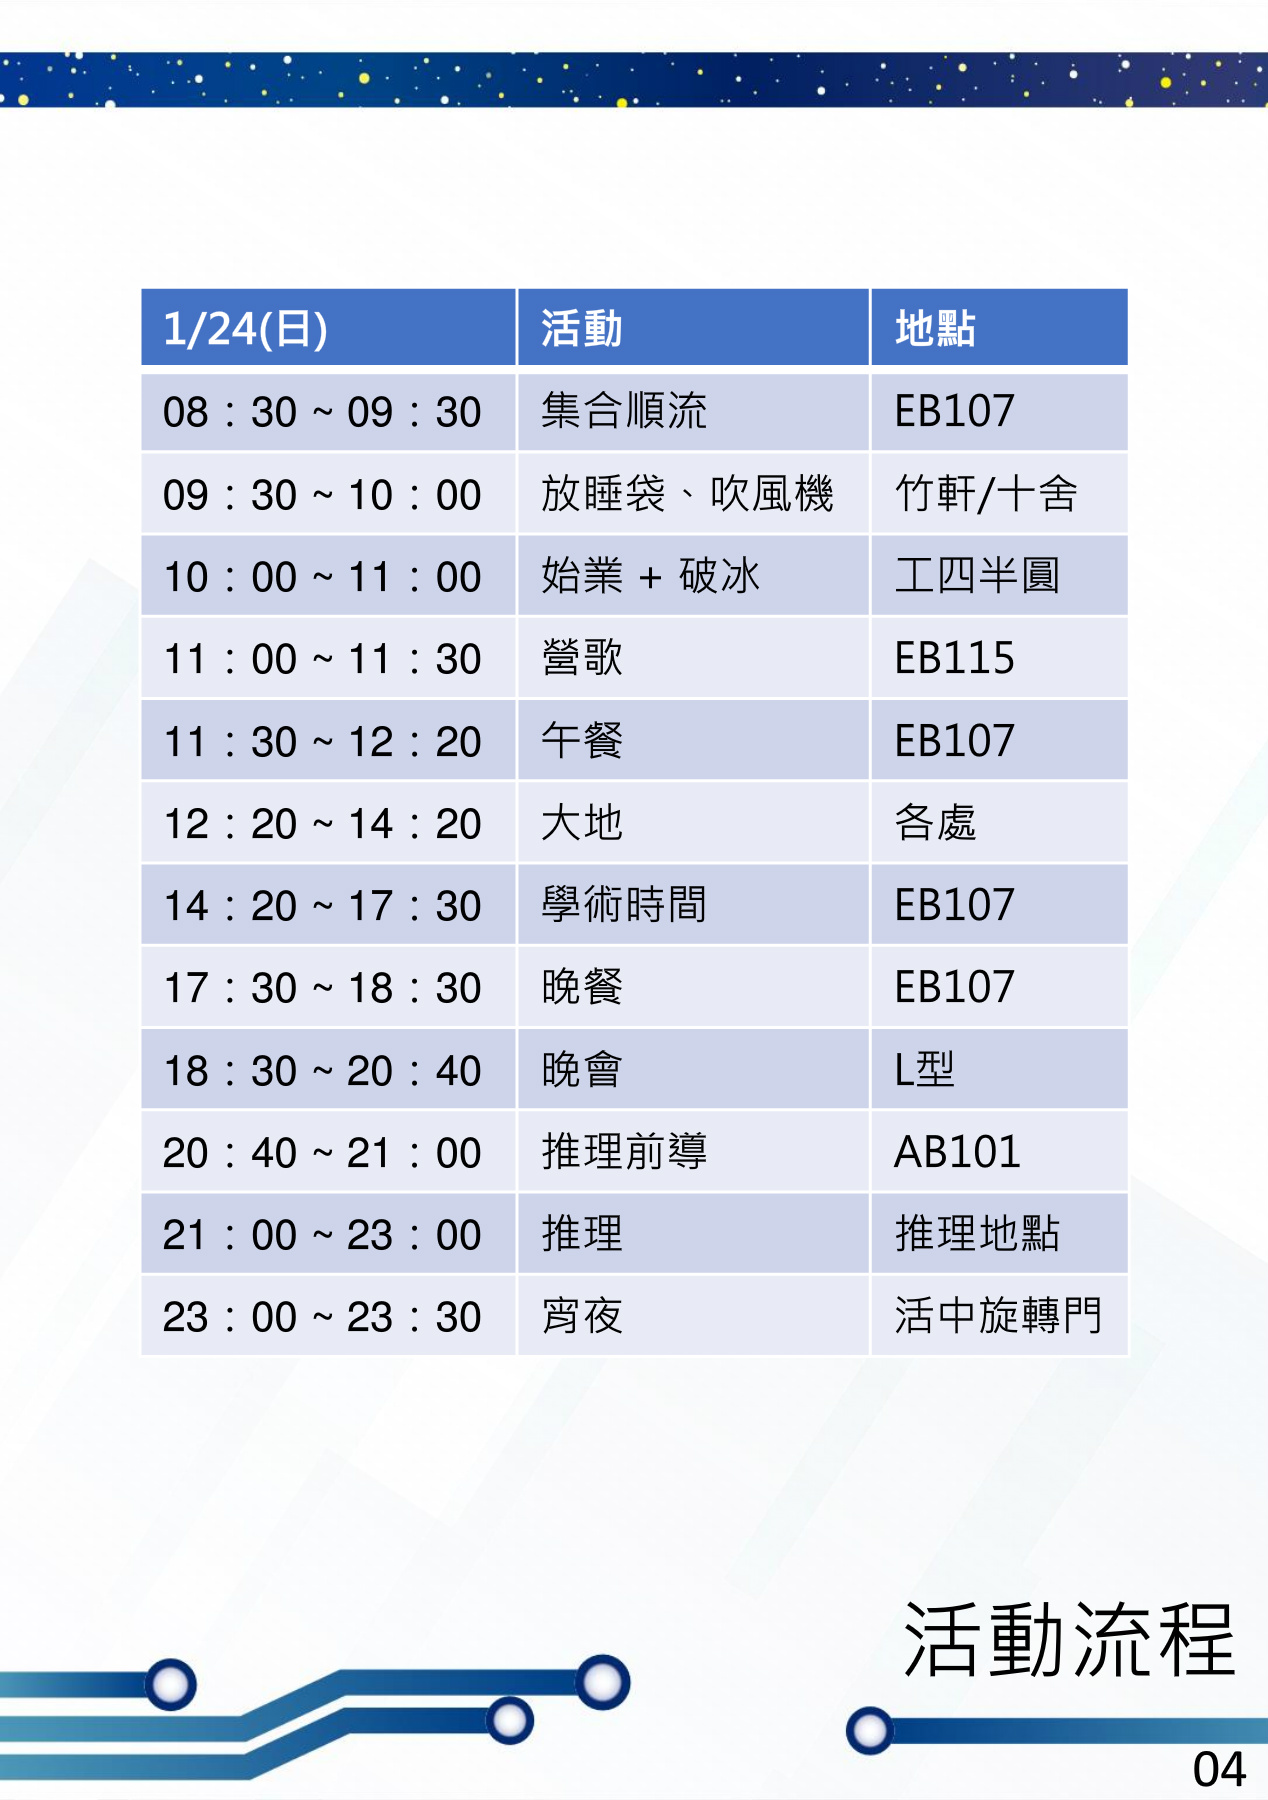 1/24(日) 活動 地點
08：30 ~ 09：30 集合順流 EB107
09：30 ~ 10：00 放睡袋、吹風機 竹軒/十舍
10：00 ~ 11：00 始業 + 破冰 工四半圓
11：00 ~ 11：30 營歌 EB115
11：30 ~ 12：20 午餐 EB107
12：20 ~ 14：20 大地 各處
14：20 ~ 17：30 學術時間 EB107
17：30 ~ 18：30 晚餐 EB107
18：30 ~ 20：40 晚會 L型
20：40 ~ 21：00 推理前導 AB101
21：00 ~ 23：00 推理 推理地點
23：00 ~ 23：30 宵夜 活中旋轉門
活動流程
04